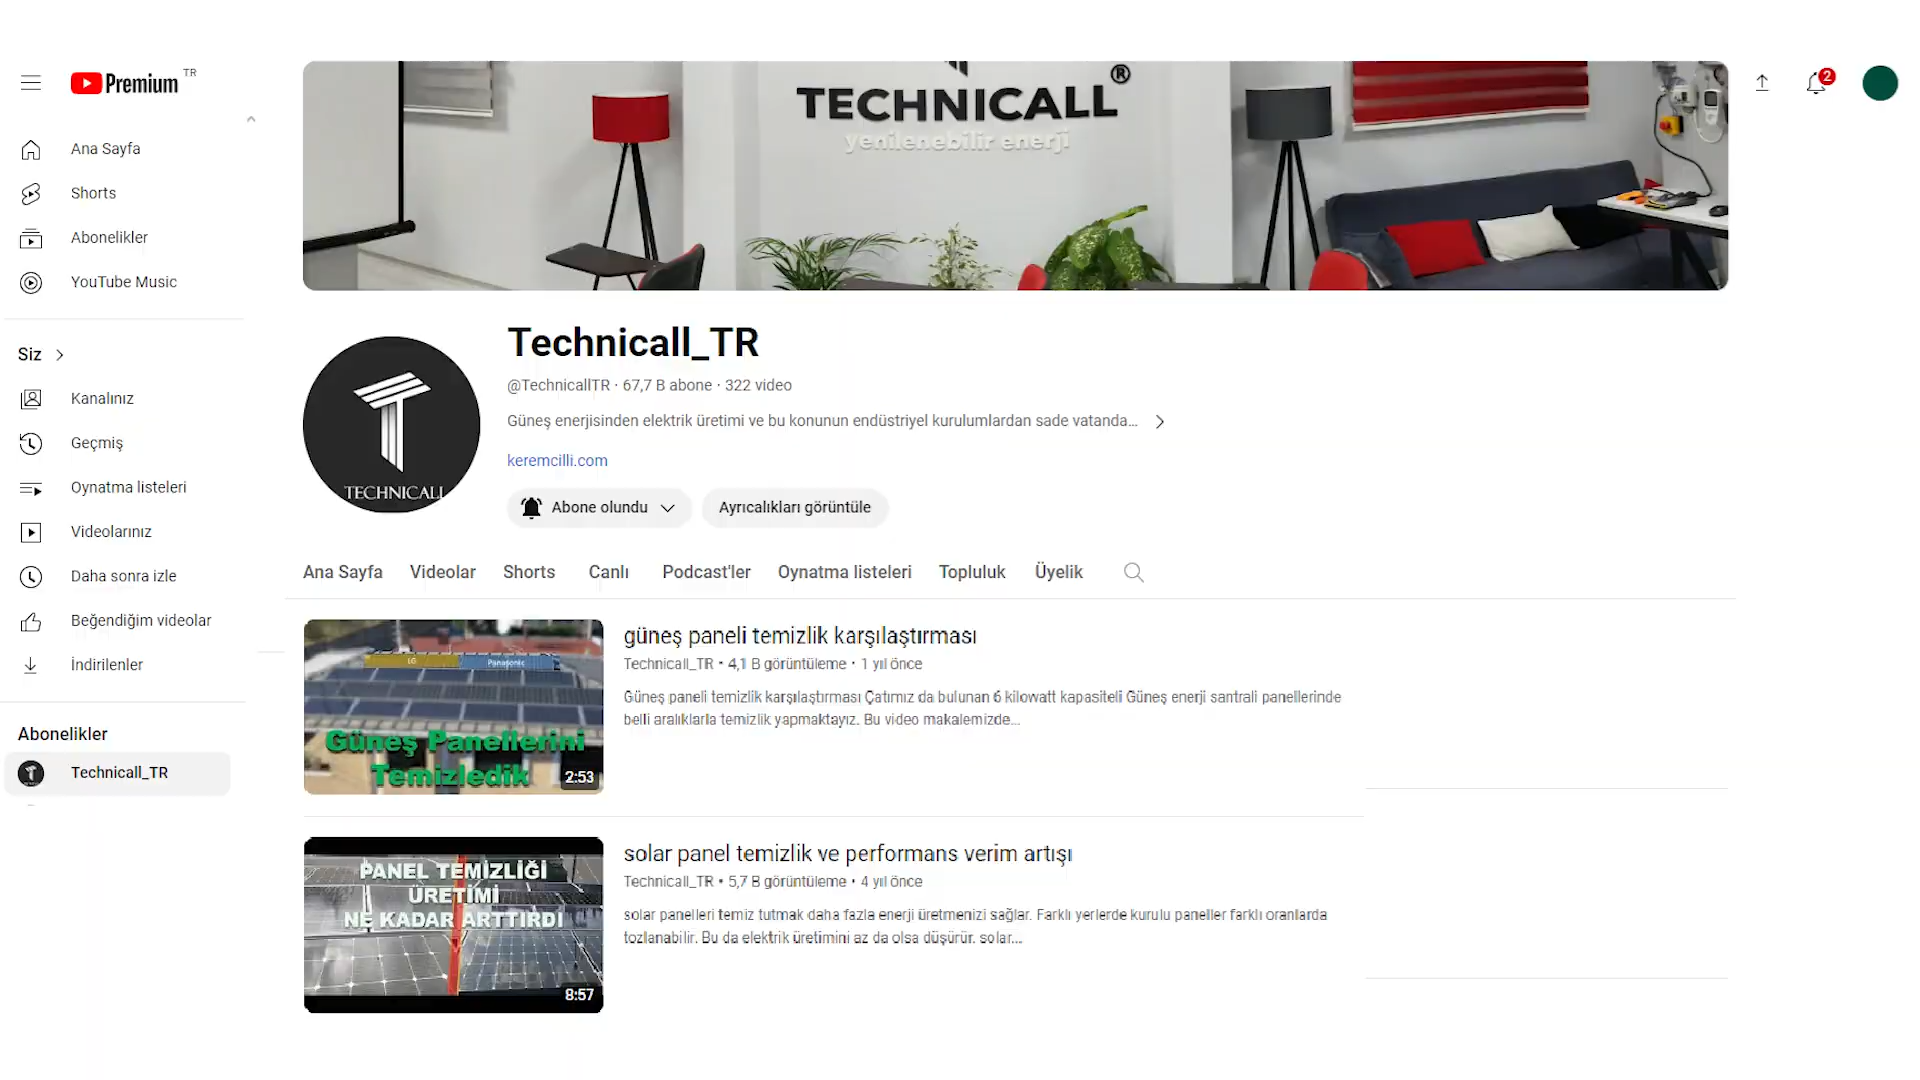 Premium TR
2
Ana Sayfa
Shorts
Abonelikler
YouTube Music
Siz
Kanalınız
Geçmiş
Oynatma listeleri
Videolarınız
Daha sonra izle
Beğendiğim videolar
İndirilenler
Abonelikler
Technicall_TR
TECHNICALL®
yenilenebilir enerji
TECHNICALL
Technicall_TR
@TechnicallTR · 67,7 B abone · 322 video
Güneş enerjisinden elektrik üretimi ve bu konunun endüstriyel kurulumlardan sade vatanda...
keremcilli.com
Abone olundu
Ayrıcalıkları görüntüle
Ana Sayfa Videolar Shorts Canlı Podcast'ler Oynatma listeleri Topluluk Üyelik
LG Panasonic
Güneş Panellerini
Temizledik
2:53
güneş paneli temizlik karşılaştırması
Technicall_TR • 4,1 B görüntüleme • 1 yıl önce
Güneş paneli temizlik karşılaştırması Çatımız da bulunan 6 kilowatt kapasiteli Güneş enerji santrali panellerinde
belli aralıklarla temizlik yapmaktayız. Bu video makalemizde...
PANEL TEMİZLİĞİ
ÜRETİMİ
NE KADAR ARTTIRDI
8:57
solar panel temizlik ve performans verim artışı
Technicall_TR • 5,7 B görüntüleme • 4 yıl önce
solar panelleri temiz tutmak daha fazla enerji üretmenizi sağlar. Farklı yerlerde kurulu paneller farklı oranlarda
tozlanabilir. Bu da elektrik üretimini az da olsa düşürür. solar...